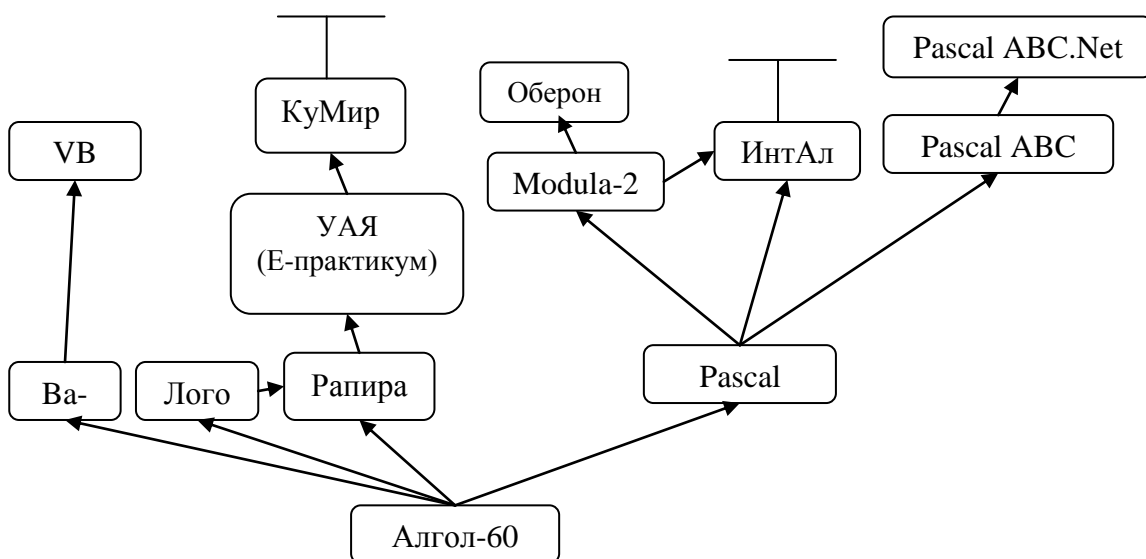 Pascal ABC.Net
КуМир
Оберон
VB
ИнтАл
Pascal ABC
Modula-2
УАЯ
(Е-практикум)
Ba-
Лого
Рапира
Pascal
Алгол-60